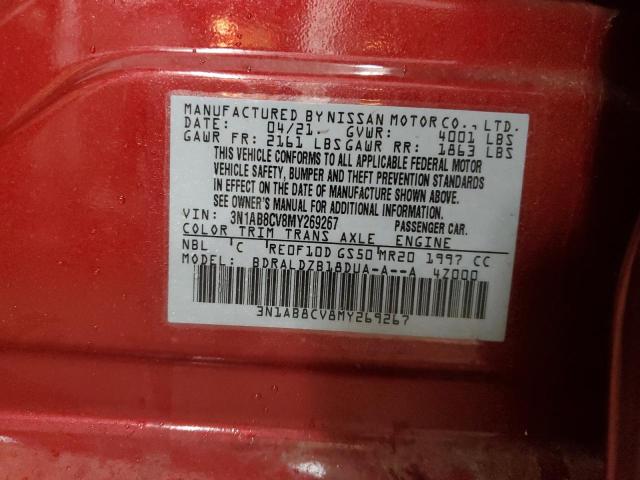 MANUFACTURED BY NISSAN MOTOR CO., LTD.
DATE: 04/21. GVWR: 4001 LBS
GAWR FR: 2161 LBS GAWR RR: 1863 LBS
THIS VEHICLE CONFORMS TO ALL APPLICABLE FEDERAL MOTOR
VEHICLE SAFETY, BUMPER AND THEFT PREVENTION STANDARDS
IN EFFECT ON THE DATE OF MANUFACTURE SHOWN ABOVE.
SEE OWNER'S MANUAL FOR ADDITIONAL INFORMATION.
VIN: 3N1AB8CV8MY269267 PASSENGER CAR.
COLOR TRIM TRANS AXLE ENGINE
NBL C RE0F10D GS50 MR20 1997 CC
MODEL: BDRALDZB18DUA-A--A 4Z000
3N1AB8CV8MY269267